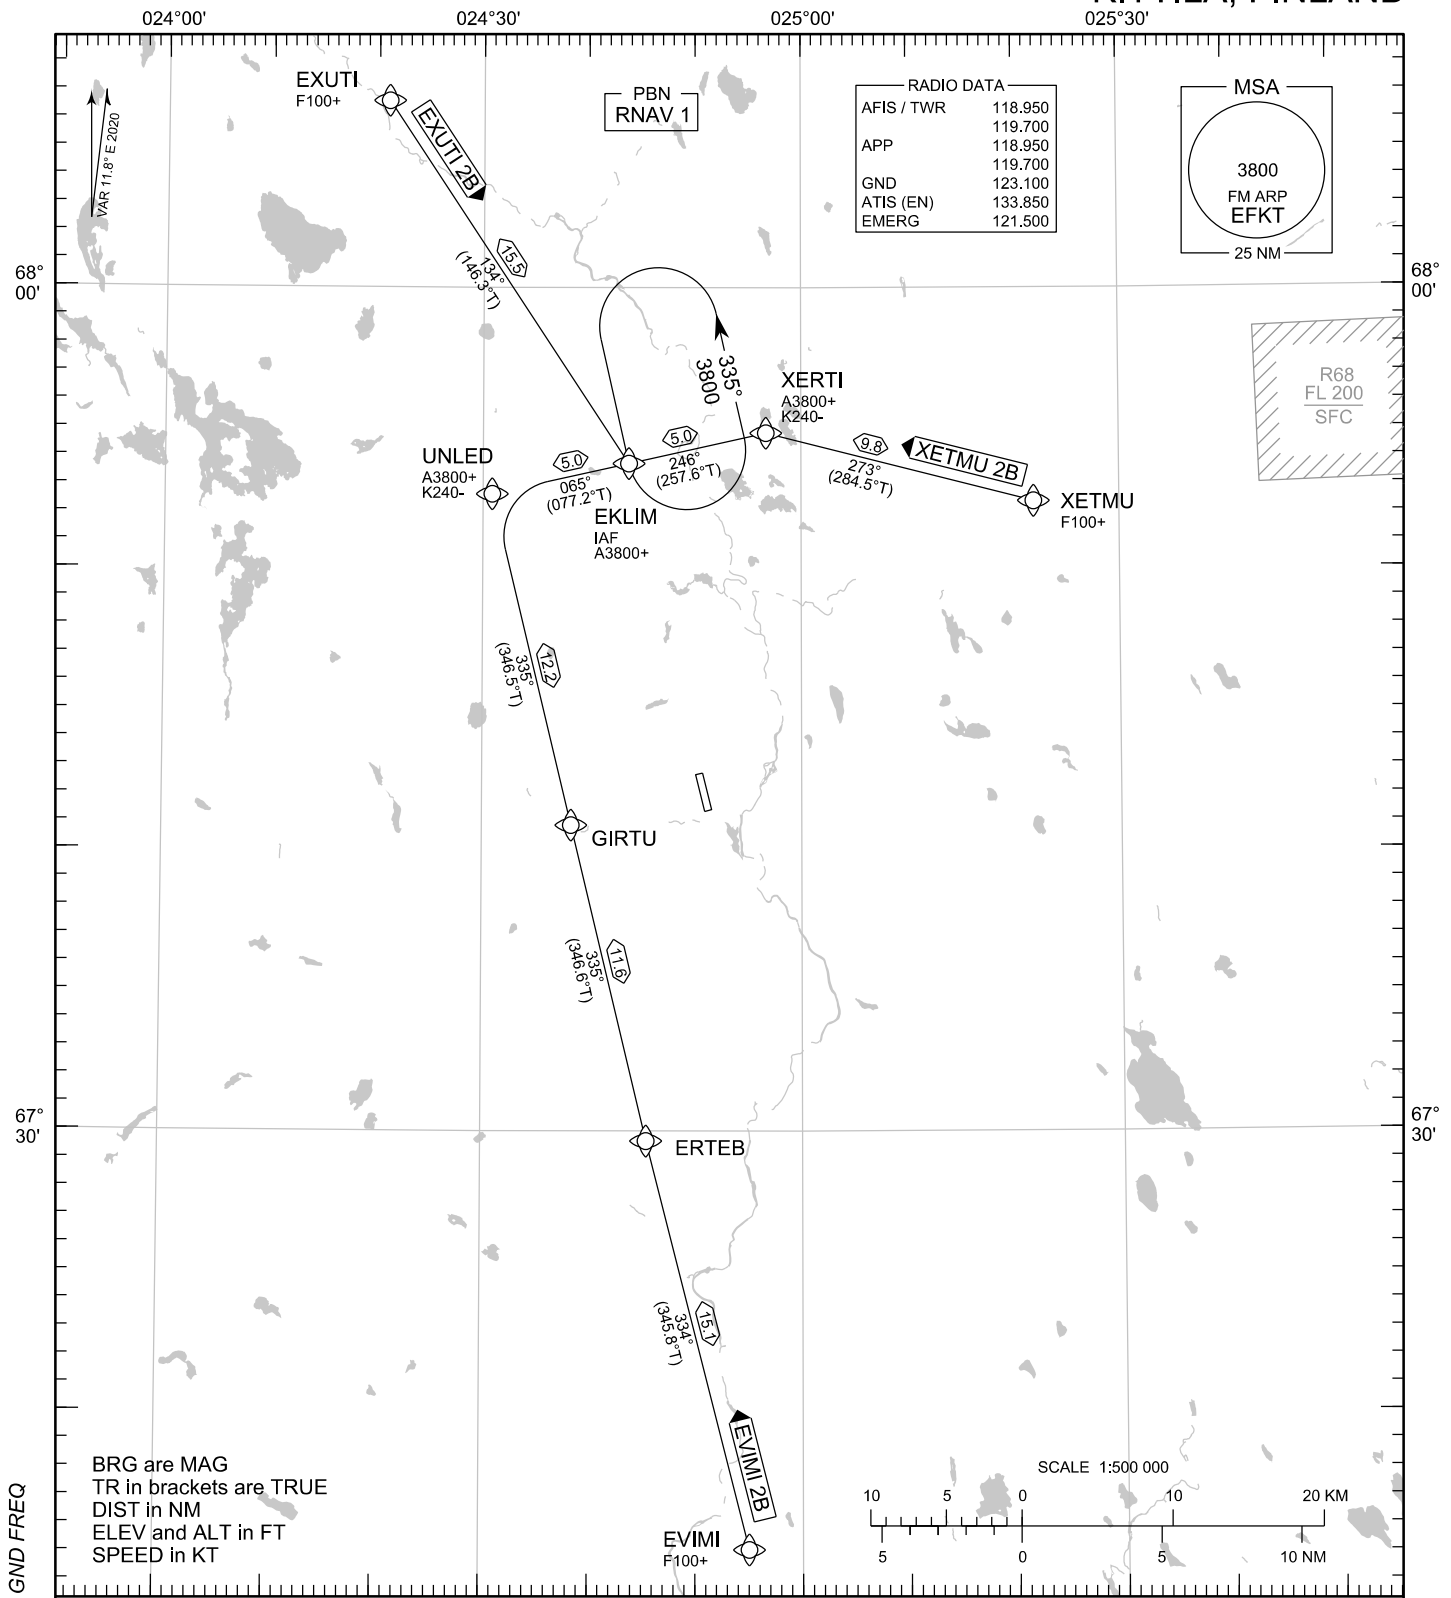 024°00'
024°30'
025°00'
025°30'
EXUTI
F100+
EXUTI 2B
PBN
RNAV 1
RADIO DATA
AFIS / TWR 118.950
119.700
APP 118.950
119.700
GND 123.100
ATIS (EN) 133.850
EMERG 121.500
MSA
3800
FM ARP
EFKT
25 NM
VAR 11.8° E 2020
68°
00'
68°
00'
15.5
134°
(146.3°T)
335°
3800
R68
FL 200
SFC
XERTI
A3800+
K240-
UNLED
A3800+
K240-
5.0
065°
(077.2°T)
5.0
246°
(257.6°T)
9.8
273°
(284.5°T)
XETMU 2B
XETMU
F100+
EKLIM
IAF
A3800+
12.2
335°
(346.5°T)
GIRTU
11.6
335°
(346.6°T)
67°
30'
67°
30'
ERTEB
15.1
334°
(345.8°T)
EVIMI 2B
EVIMI
F100+
BRG are MAG
TR in brackets are TRUE
DIST in NM
ELEV and ALT in FT
SPEED in KT
GND FREQ
SCALE 1:500 000
10 5 0 10 20 KM
5 0 5 10 NM